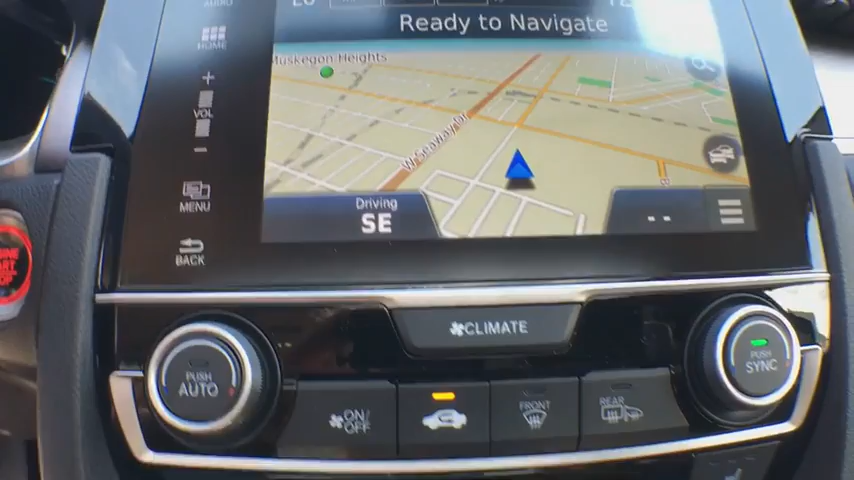 AUDIO
Ready to Navigate
HOME
Muskegon Heights
+
VOL
W Seaway Dr
-
MENU
Driving
SE
--
BACK
CLIMATE
PUSH
AUTO
PUSH
SYNC
ON/
OFF
FRONT
REAR